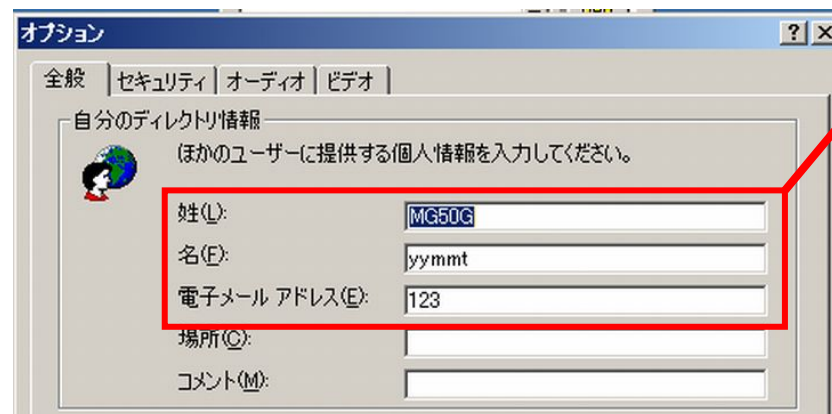 オプション
全般 セキュリティ オーディオ ビデオ
自分のディレクトリ情報
ほかのユーザーに提供する個人情報を入力してください。
姓(L): MG50G
名(F): yymmt
電子メール アドレス(E): 123
場所(C):
コメント(M):